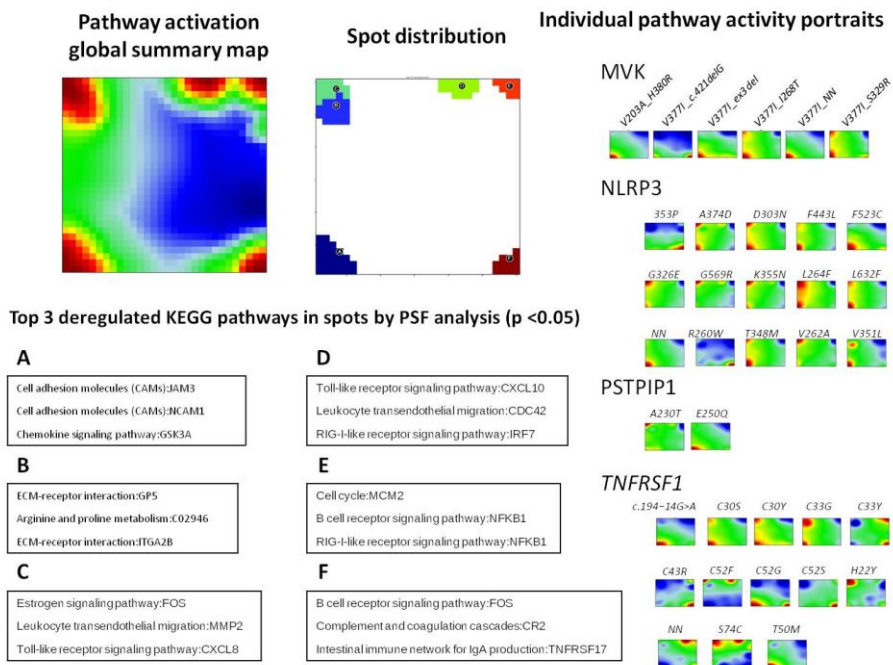 Pathway activation
global summary map
Spot distribution
Individual pathway activity portraits
MVK
V203A_H380R
V377I_c.421delG
V377I_ex3del
V377I_I268T
V377I_NN
V377I_S329R
NLRP3
353P A374D D303N F443L F523C
G326E G569R K355N L264F L632F
NN R260W T348M V262A V351L
PSTPIP1
A230T E250Q
TNFRSF1
c.194−14G>A C30S C30Y C33G C33Y
C43R C52F C52G C52S H22Y
NN S74C T50M
Top 3 deregulated KEGG pathways in spots by PSF analysis (p <0.05)
A
Cell adhesion molecules (CAMs):JAM3
Cell adhesion molecules (CAMs):NCAM1
Chemokine signaling pathway:GSK3A
B
ECM-receptor interaction:GP5
Arginine and proline metabolism:C02946
ECM-receptor interaction:ITGA2B
C
Estrogen signaling pathway:FOS
Leukocyte transendothelial migration:MMP2
Toll-like receptor signaling pathway:CXCL8
D
Toll-like receptor signaling pathway:CXCL10
Leukocyte transendothelial migration:CDC42
RIG-I-like receptor signaling pathway:IRF7
E
Cell cycle:MCM2
B cell receptor signaling pathway:NFKB1
RIG-I-like receptor signaling pathway:NFKB1
F
B cell receptor signaling pathway:FOS
Complement and coagulation cascades:CR2
Intestinal immune network for IgA production:TNFRSF17